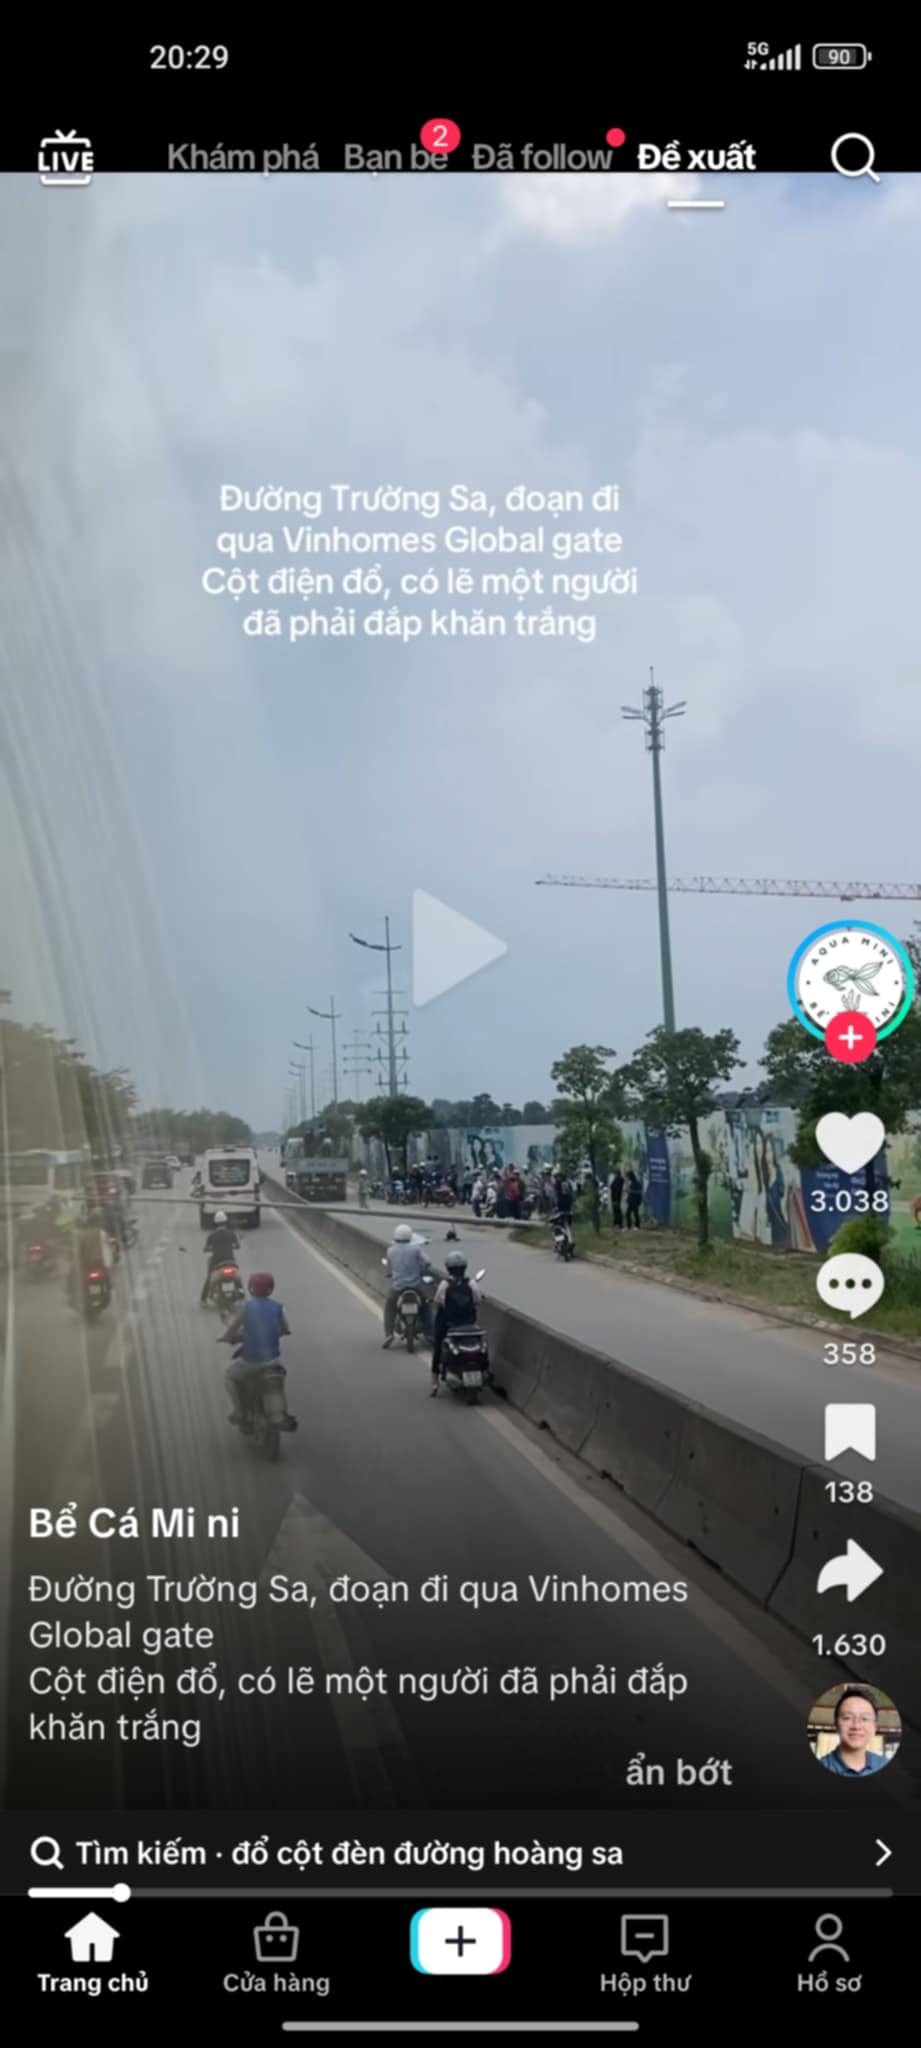 20:29
5G
90
LIVE
Khám phá
Bạn bè
2
Đã follow
Đề xuất
Đường Trường Sa, đoạn đi
qua Vinhomes Global gate
Cột điện đổ, có lẽ một người
đã phải đắp khăn trắng
AQUA MINI
3.038
358
138
1.630
Bể Cá Mi ni
Đường Trường Sa, đoạn đi qua Vinhomes
Global gate
Cột điện đổ, có lẽ một người đã phải đắp
khăn trắng
ẩn bớt
Tìm kiếm · đổ cột đèn đường hoàng sa
Trang chủ
Cửa hàng
Hộp thư
Hồ sơ